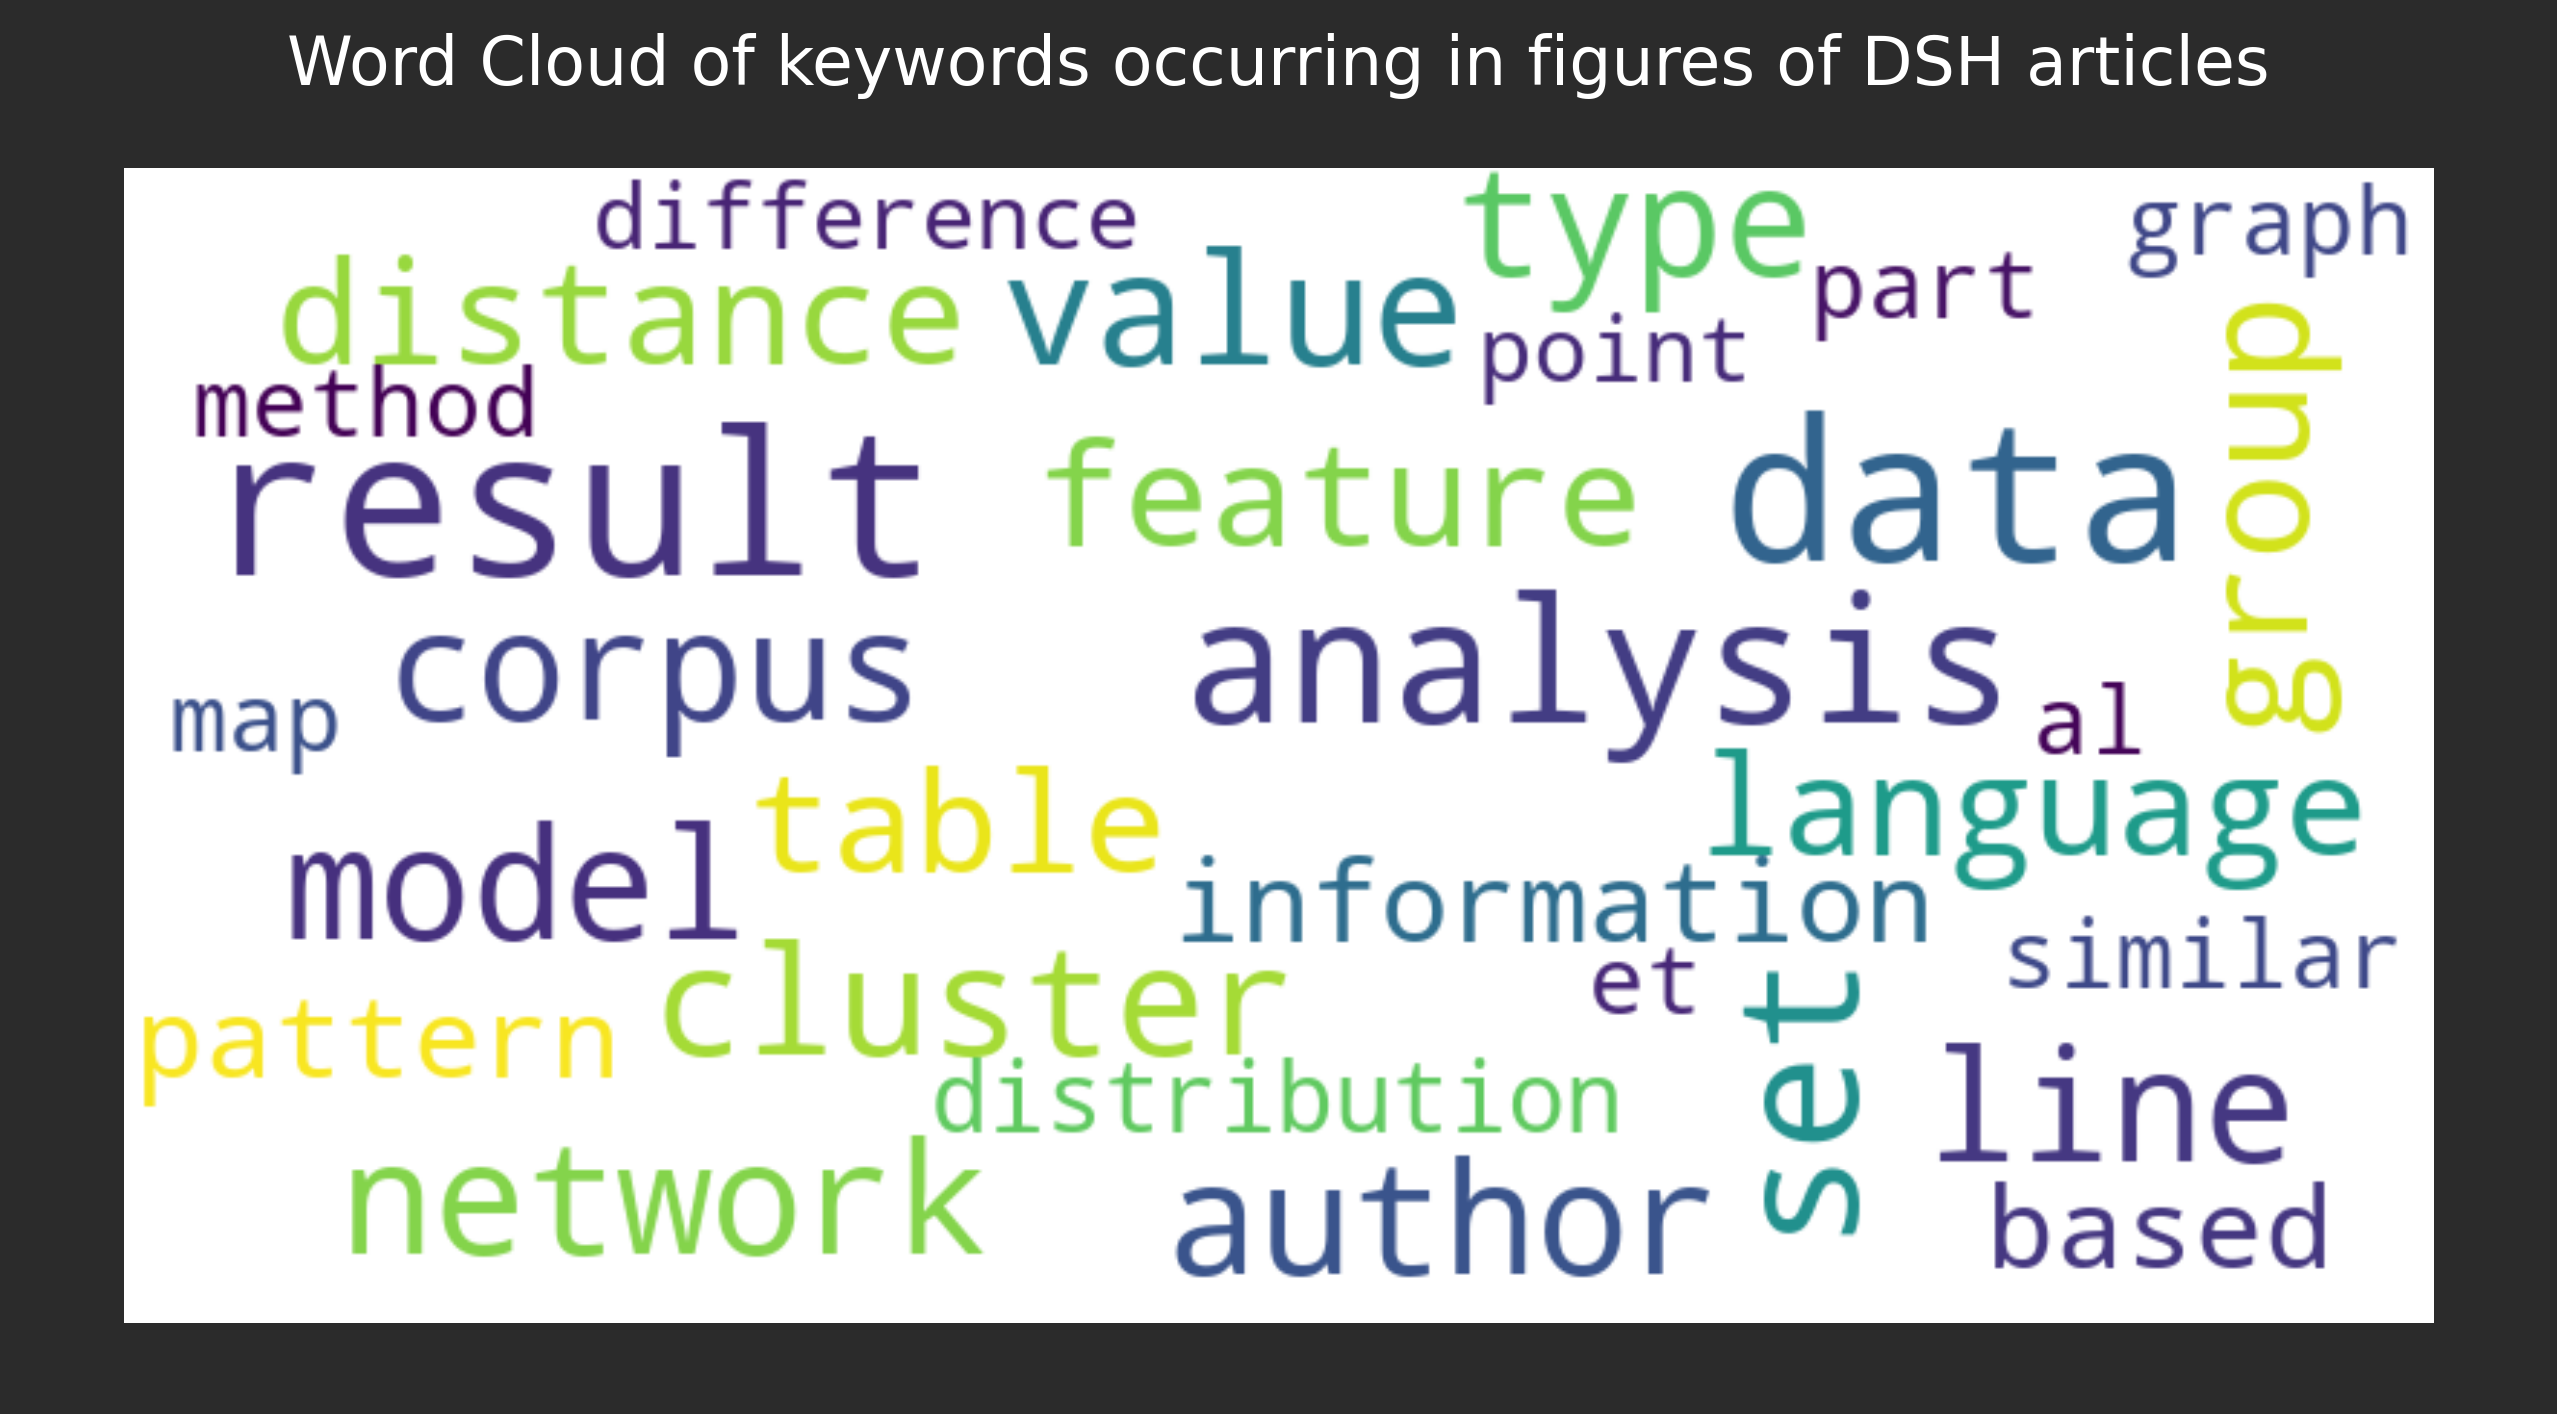 Word Cloud of keywords occurring in figures of DSH articles
difference
type
graph
distance
value
part
point
method
group
result
feature
data
corpus
analysis
map
al
table
language
model
information
similar
cluster
et
pattern
set
distribution
line
network
author
based